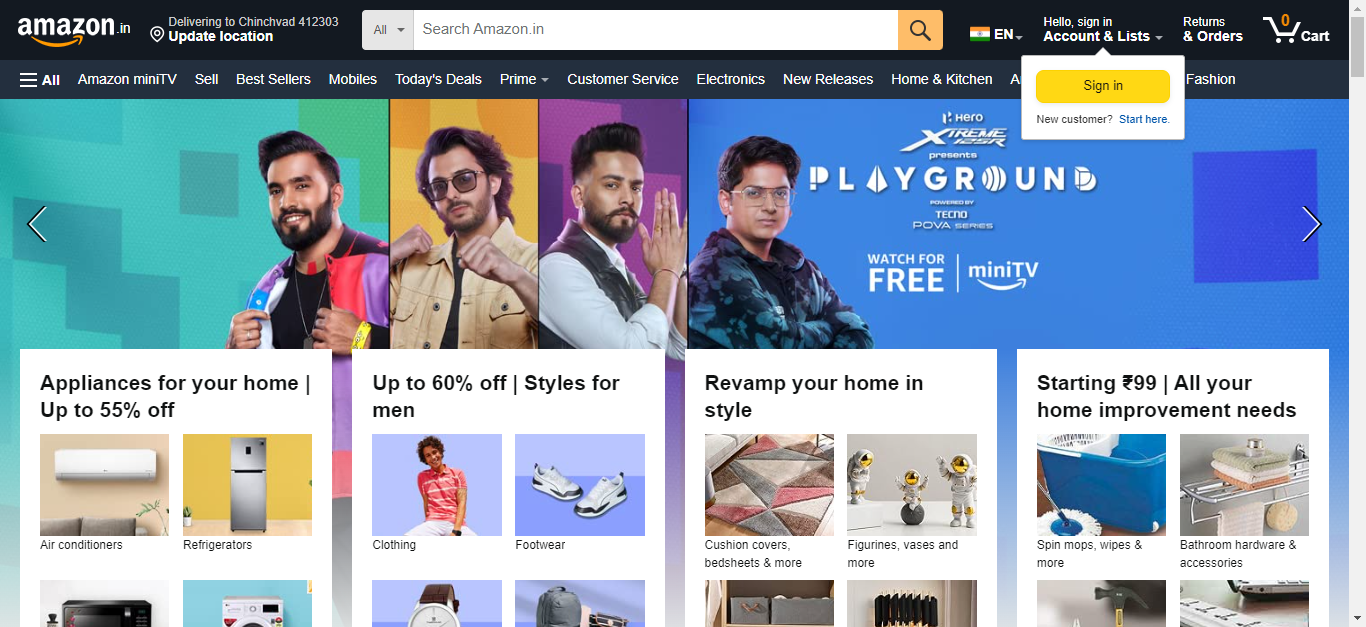 amazon.in
Delivering to Chinchvad 412303
Update location
All
Search Amazon.in
EN
Hello, sign in
Account & Lists
Returns
& Orders
0
Cart
All
Amazon miniTV
Sell
Best Sellers
Mobiles
Today's Deals
Prime
Customer Service
Electronics
New Releases
Home & Kitchen
Fashion
Sign in
New customer? Start here.
Hero
XTREME
125R
presents
PLAYGROUND
POWERED BY
TECNO
POVA SERIES
WATCH FOR
FREE
miniTV
Appliances for your home |
Up to 55% off
Air conditioners
Refrigerators
Up to 60% off | Styles for
men
Clothing
Footwear
Revamp your home in
style
Cushion covers,
bedsheets & more
Figurines, vases and
more
Starting ₹99 | All your
home improvement needs
Spin mops, wipes &
more
Bathroom hardware &
accessories